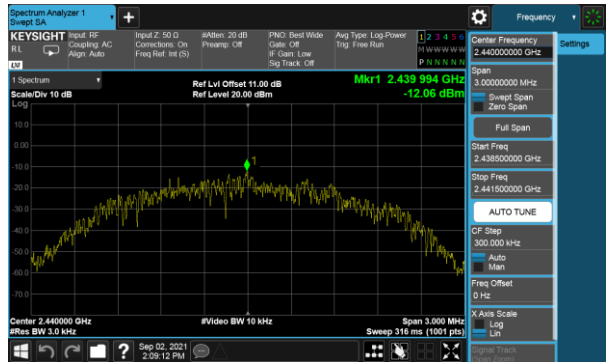 Spectrum Analyzer 1
Swept SA
Frequency
KEYSIGHT
RL
Input: RF
Coupling: AC
Align: Auto
Input Z: 50 Ω
Corrections: On
Freq Ref: Int (S)
#Atten: 20 dB
Preamp: Off
PNO: Best Wide
Gate: Off
IF Gain: Low
Sig Track: Off
Avg Type: Log-Power
Trig: Free Run
1 2 3 4 5 6
M W W W W W
P N N N N N
LXI
1 Spectrum
Scale/Div 10 dB
Ref Lvl Offset 11.00 dB
Ref Level 20.00 dBm
Mkr1 2.439 994 GHz
-12.06 dBm
Log
10.0
0.00
-10.0
-20.0
-30.0
-40.0
-50.0
-60.0
-70.0
1
Center 2.440000 GHz
#Res BW 3.0 kHz
#Video BW 10 kHz
Span 3.000 MHz
Sweep 316 ms (1001 pts)
Sep 02, 2021
2:09:12 PM
Center Frequency
2.440000000 GHz
Span
3.00000000 MHz
Swept Span
Zero Span
Full Span
Start Freq
2.438500000 GHz
Stop Freq
2.441500000 GHz
AUTO TUNE
CF Step
300.000 kHz
Auto
Man
Freq Offset
0 Hz
X Axis Scale
Log
Lin
Signal Track
(Span Zoom)
Settings